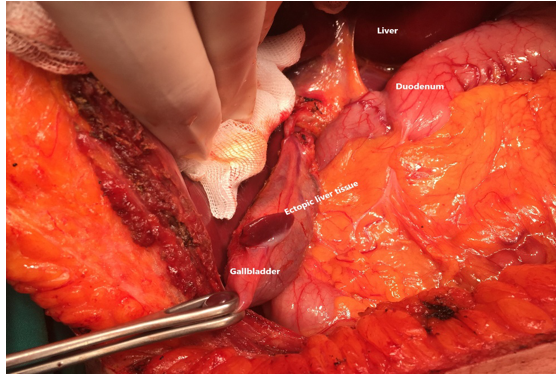 Liver
Duodenum
Ectopic liver tissue
Gallbladder